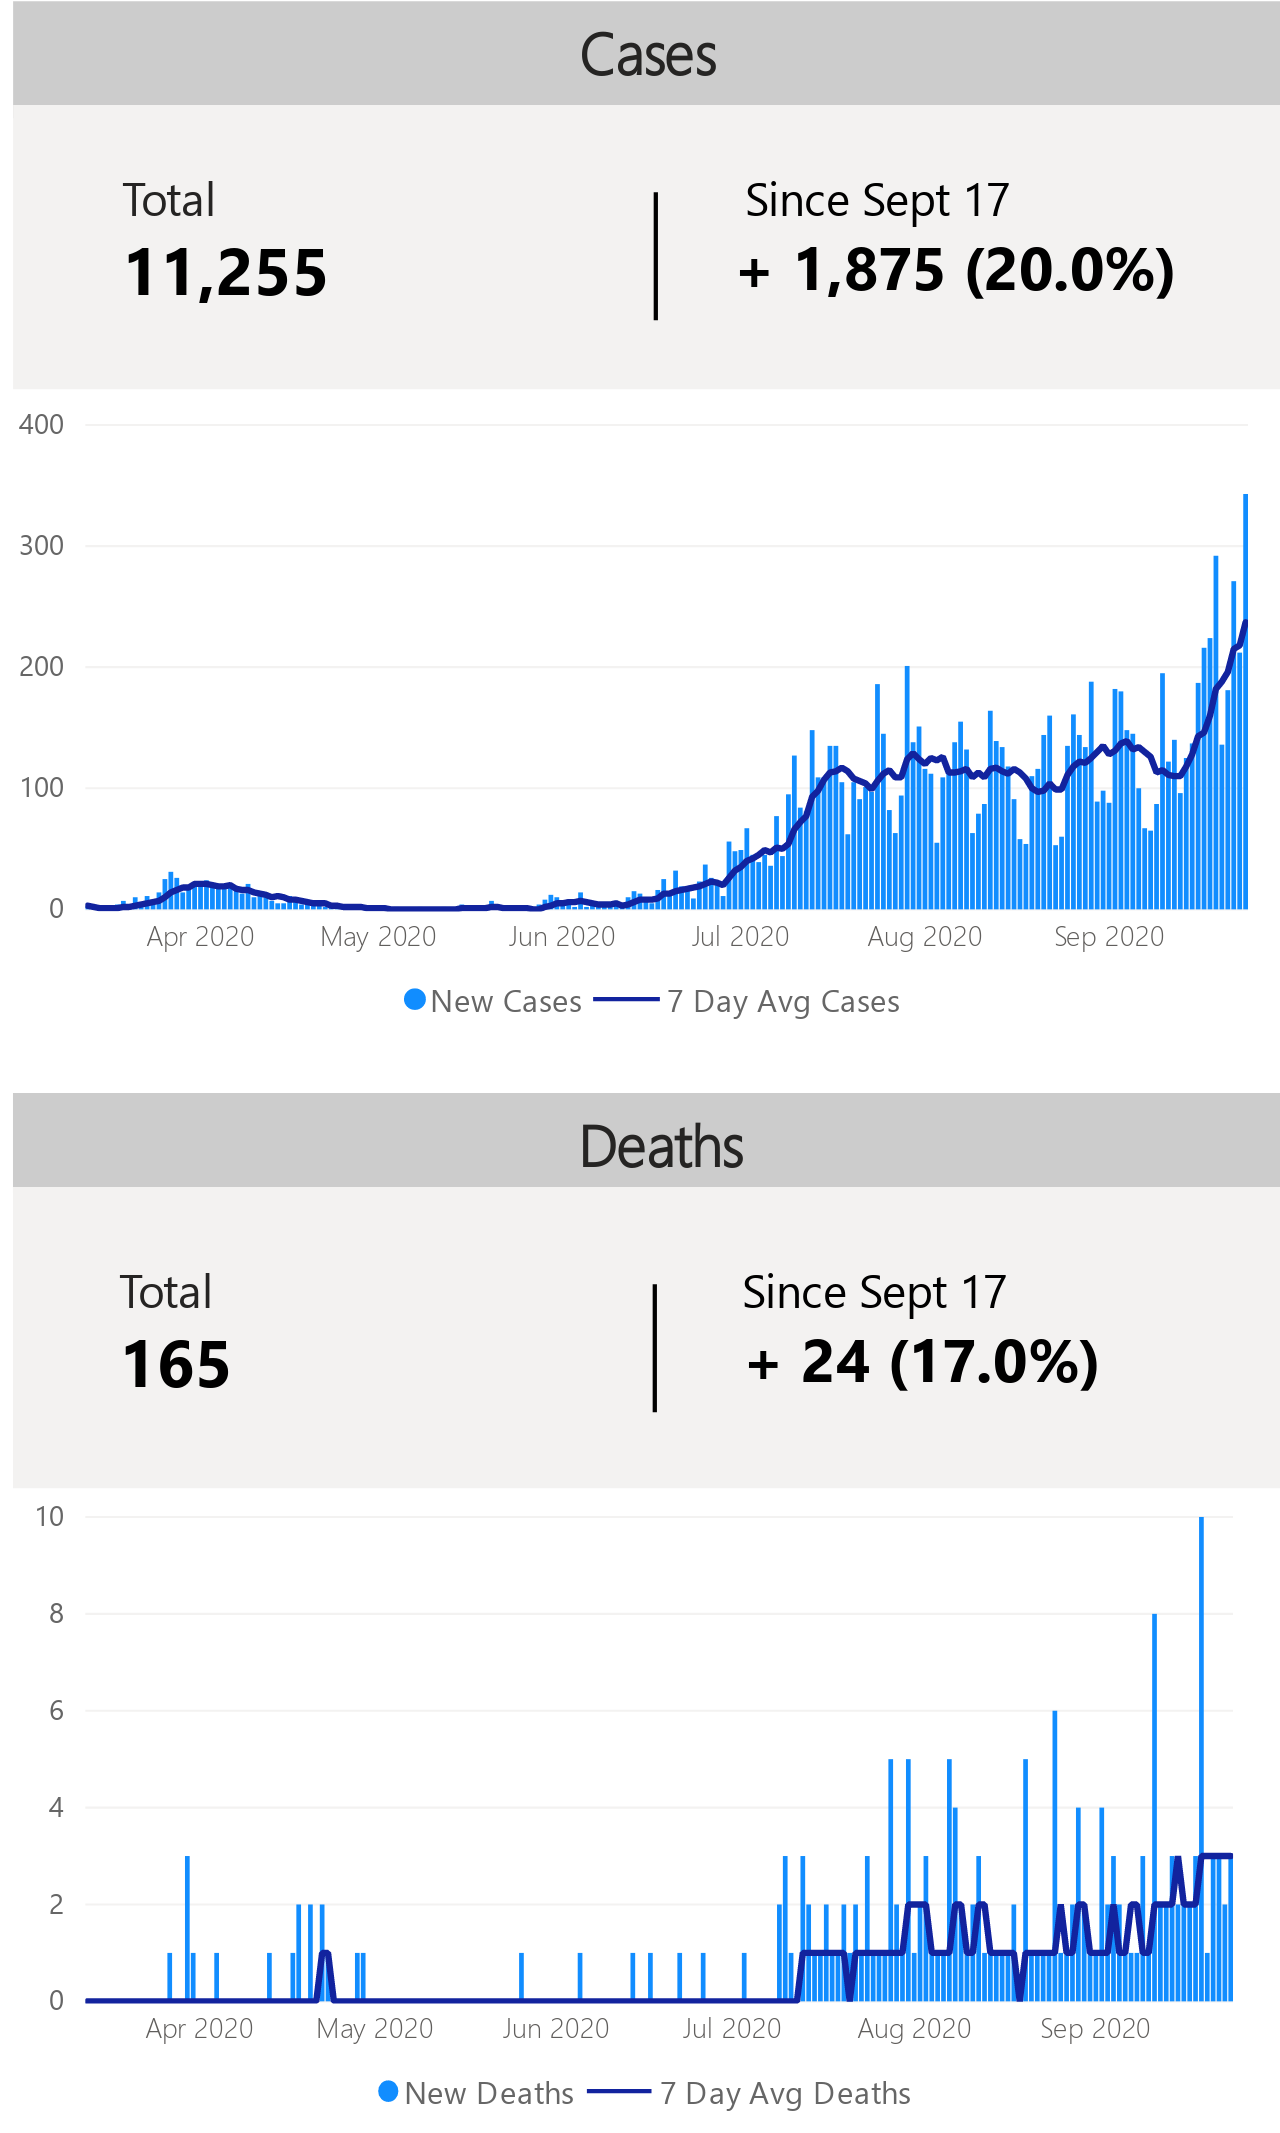 Cases
Total
Since Sept 17
11,255
+ 1,875 (20.0%)
400
300
200
100
0
Apr 2020
May 2020
Jun 2020
Jul 2020
Aug 2020
Sep 2020
New Cases
7 Day Avg Cases
Deaths
Total
Since Sept 17
165
+ 24 (17.0%)
10
8
6
4
2
0
Apr 2020
May 2020
Jun 2020
Jul 2020
Aug 2020
Sep 2020
New Deaths
7 Day Avg Deaths